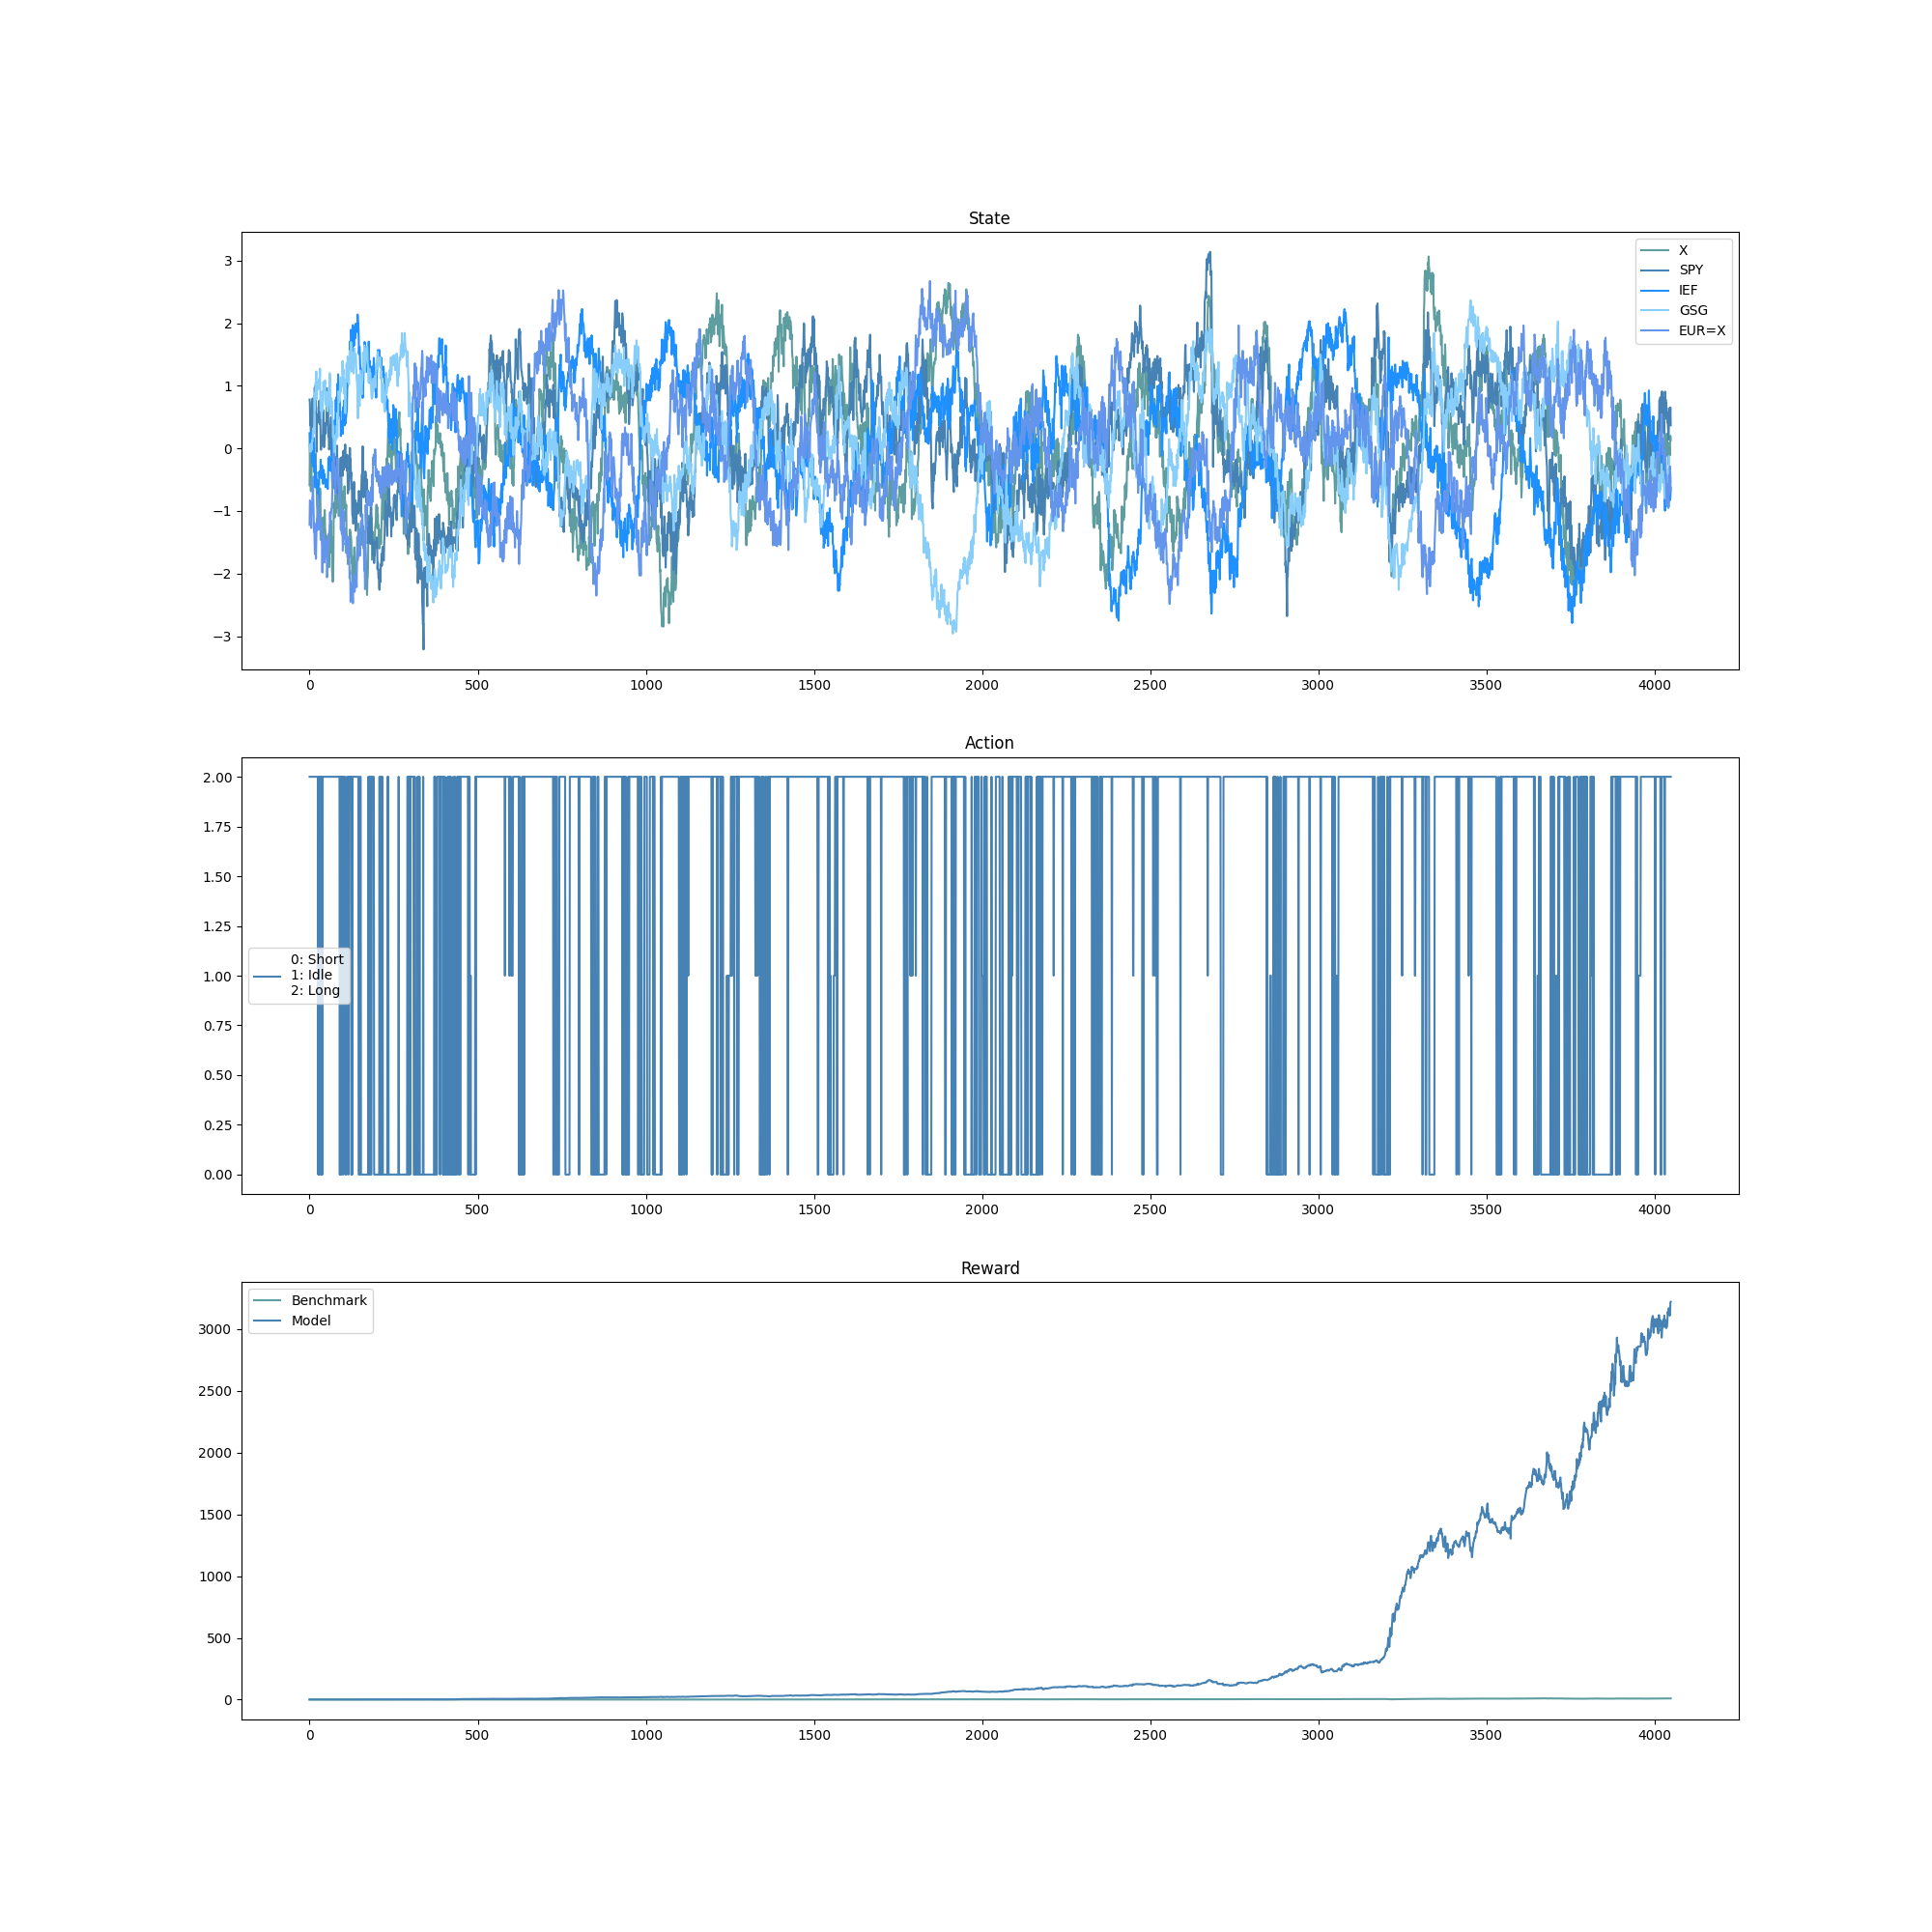 State
3
2
1
0
−1
−2
−3
X
SPY
IEF
GSG
EUR=X
0 500 1000 1500 2000 2500 3000 3500 4000
Action
2.00
1.75
1.50
1.25
1.00
0.75
0.50
0.25
0.00
0: Short
1: Idle
2: Long
0 500 1000 1500 2000 2500 3000 3500 4000
Reward
Benchmark
Model
3000
2500
2000
1500
1000
500
0
0 500 1000 1500 2000 2500 3000 3500 4000